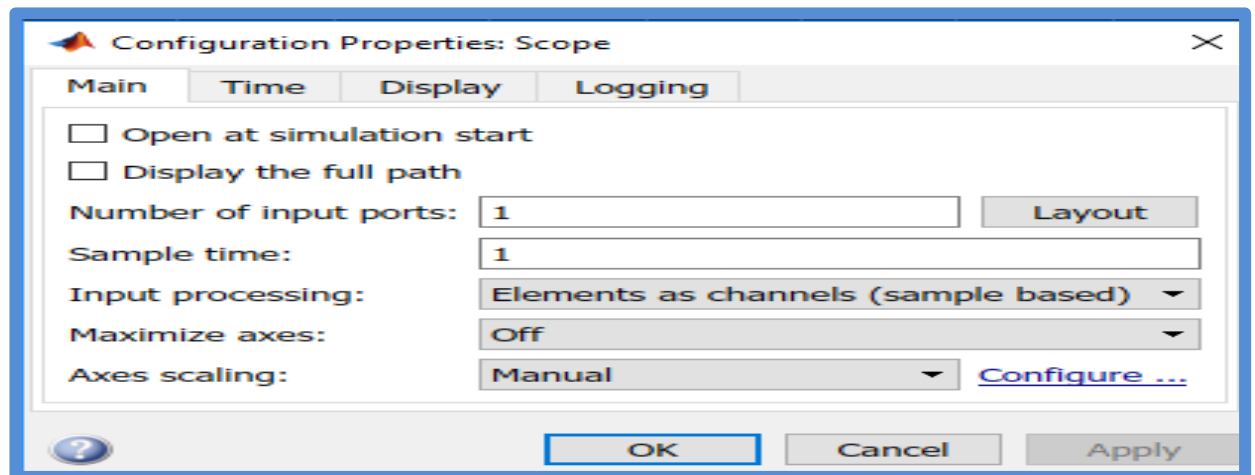 Configuration Properties: Scope
Main Time Display Logging
Open at simulation start
Display the full path
Number of input ports: 1 Layout
Sample time: 1
Input processing: Elements as channels (sample based)
Maximize axes: Off
Axes scaling: Manual Configure ...
? OK Cancel Apply